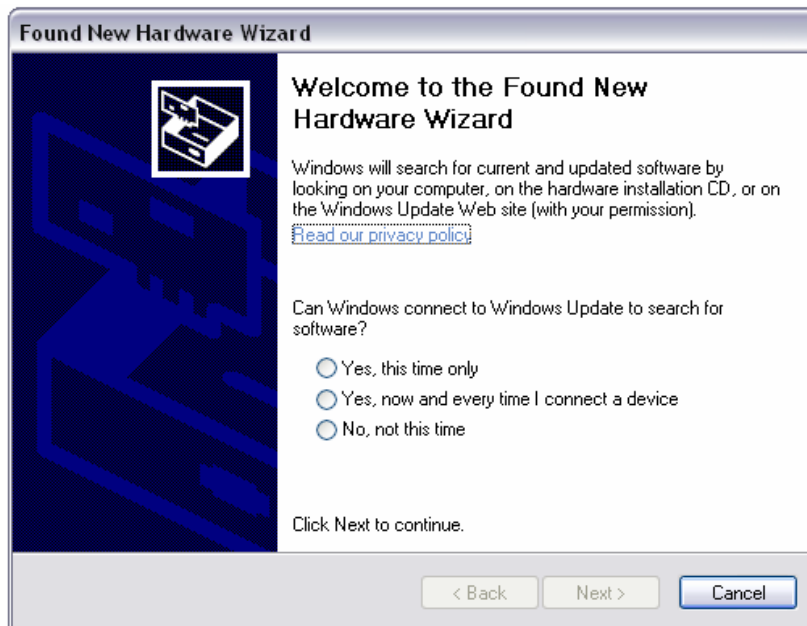 Found New Hardware Wizard
Welcome to the Found New
Hardware Wizard
Windows will search for current and updated software by
looking on your computer, on the hardware installation CD, or on
the Windows Update Web site (with your permission).
Read our privacy policy
Can Windows connect to Windows Update to search for
software?
Yes, this time only
Yes, now and every time I connect a device
No, not this time
Click Next to continue.
< Back
Next >
Cancel